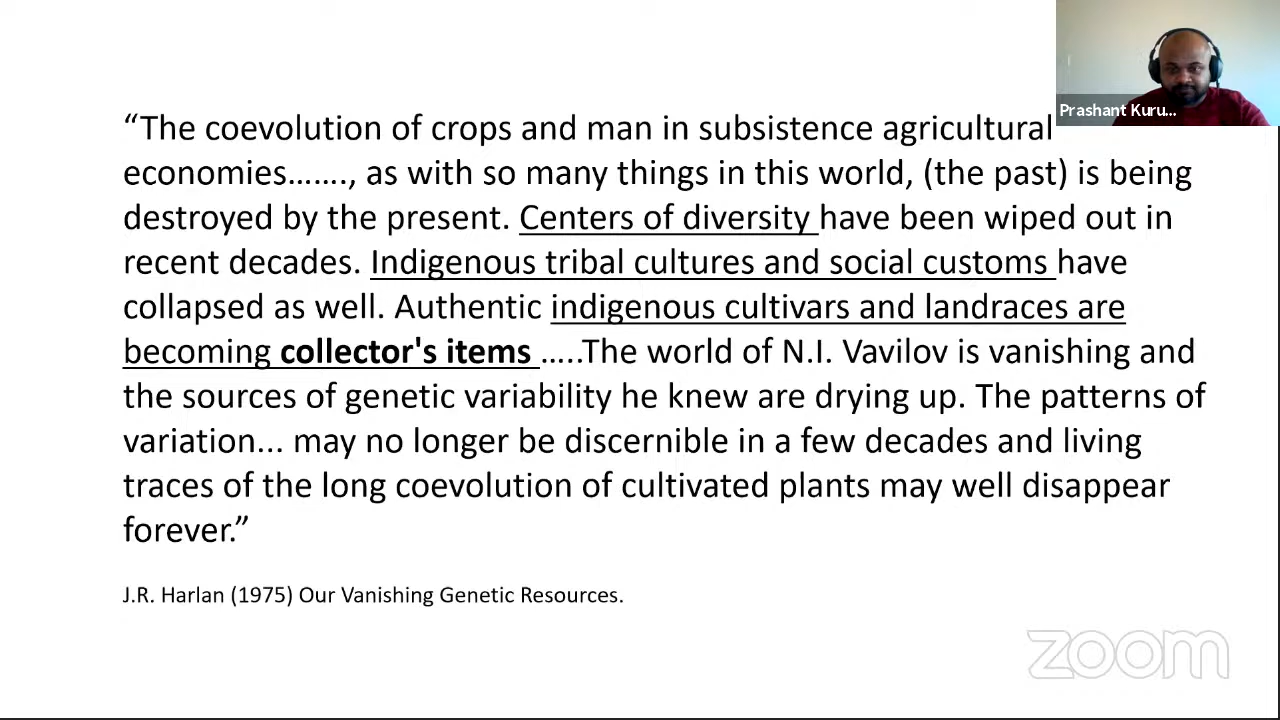 Prashant Kuru...
“The coevolution of crops and man in subsistence agricultural
economies……., as with so many things in this world, (the past) is being
destroyed by the present. Centers of diversity have been wiped out in
recent decades. Indigenous tribal cultures and social customs have
collapsed as well. Authentic indigenous cultivars and landraces are
becoming collector's items …..The world of N.I. Vavilov is vanishing and
the sources of genetic variability he knew are drying up. The patterns of
variation... may no longer be discernible in a few decades and living
traces of the long coevolution of cultivated plants may well disappear
forever.”
J.R. Harlan (1975) Our Vanishing Genetic Resources.
zoom